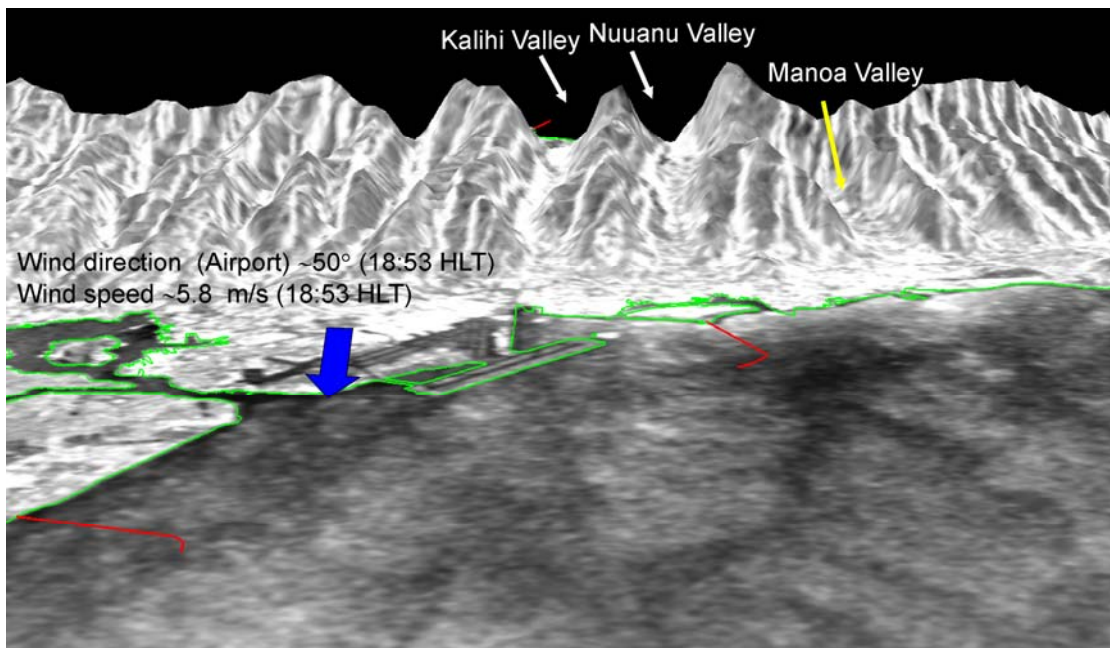 Kalihi Valley
Nuuanu Valley
Manoa Valley
Wind direction (Airport) ~50° (18:53 HLT)
Wind speed ~5.8 m/s (18:53 HLT)